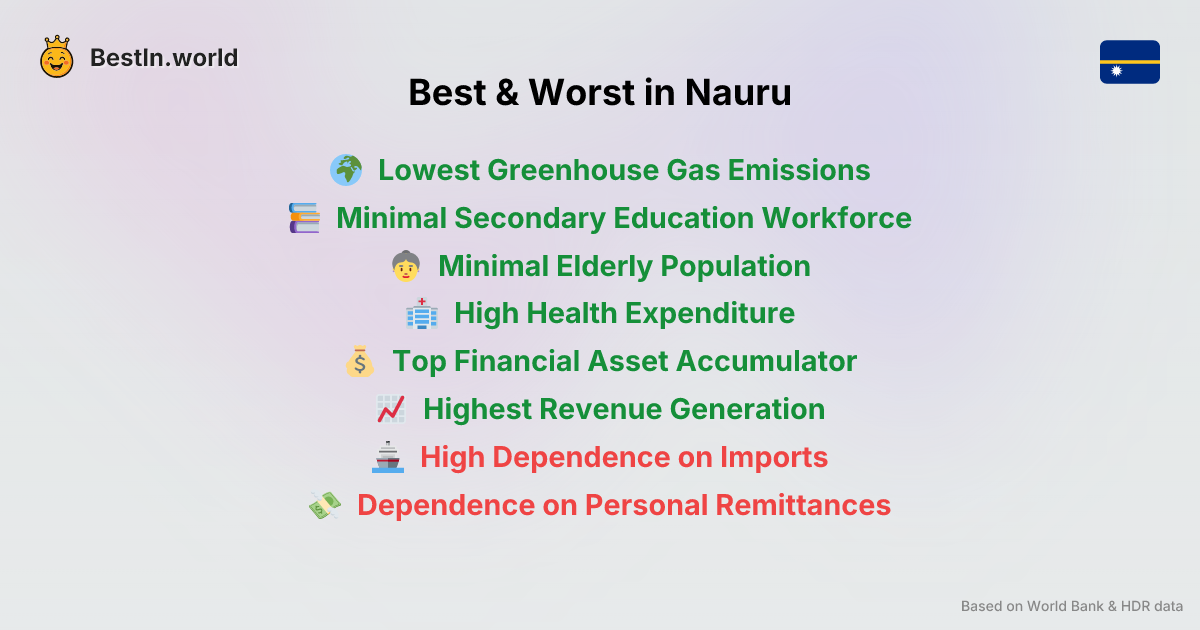 BestIn.world
Best & Worst in Nauru
Lowest Greenhouse Gas Emissions
Minimal Secondary Education Workforce
Minimal Elderly Population
High Health Expenditure
Top Financial Asset Accumulator
Highest Revenue Generation
High Dependence on Imports
Dependence on Personal Remittances
Based on World Bank & HDR data